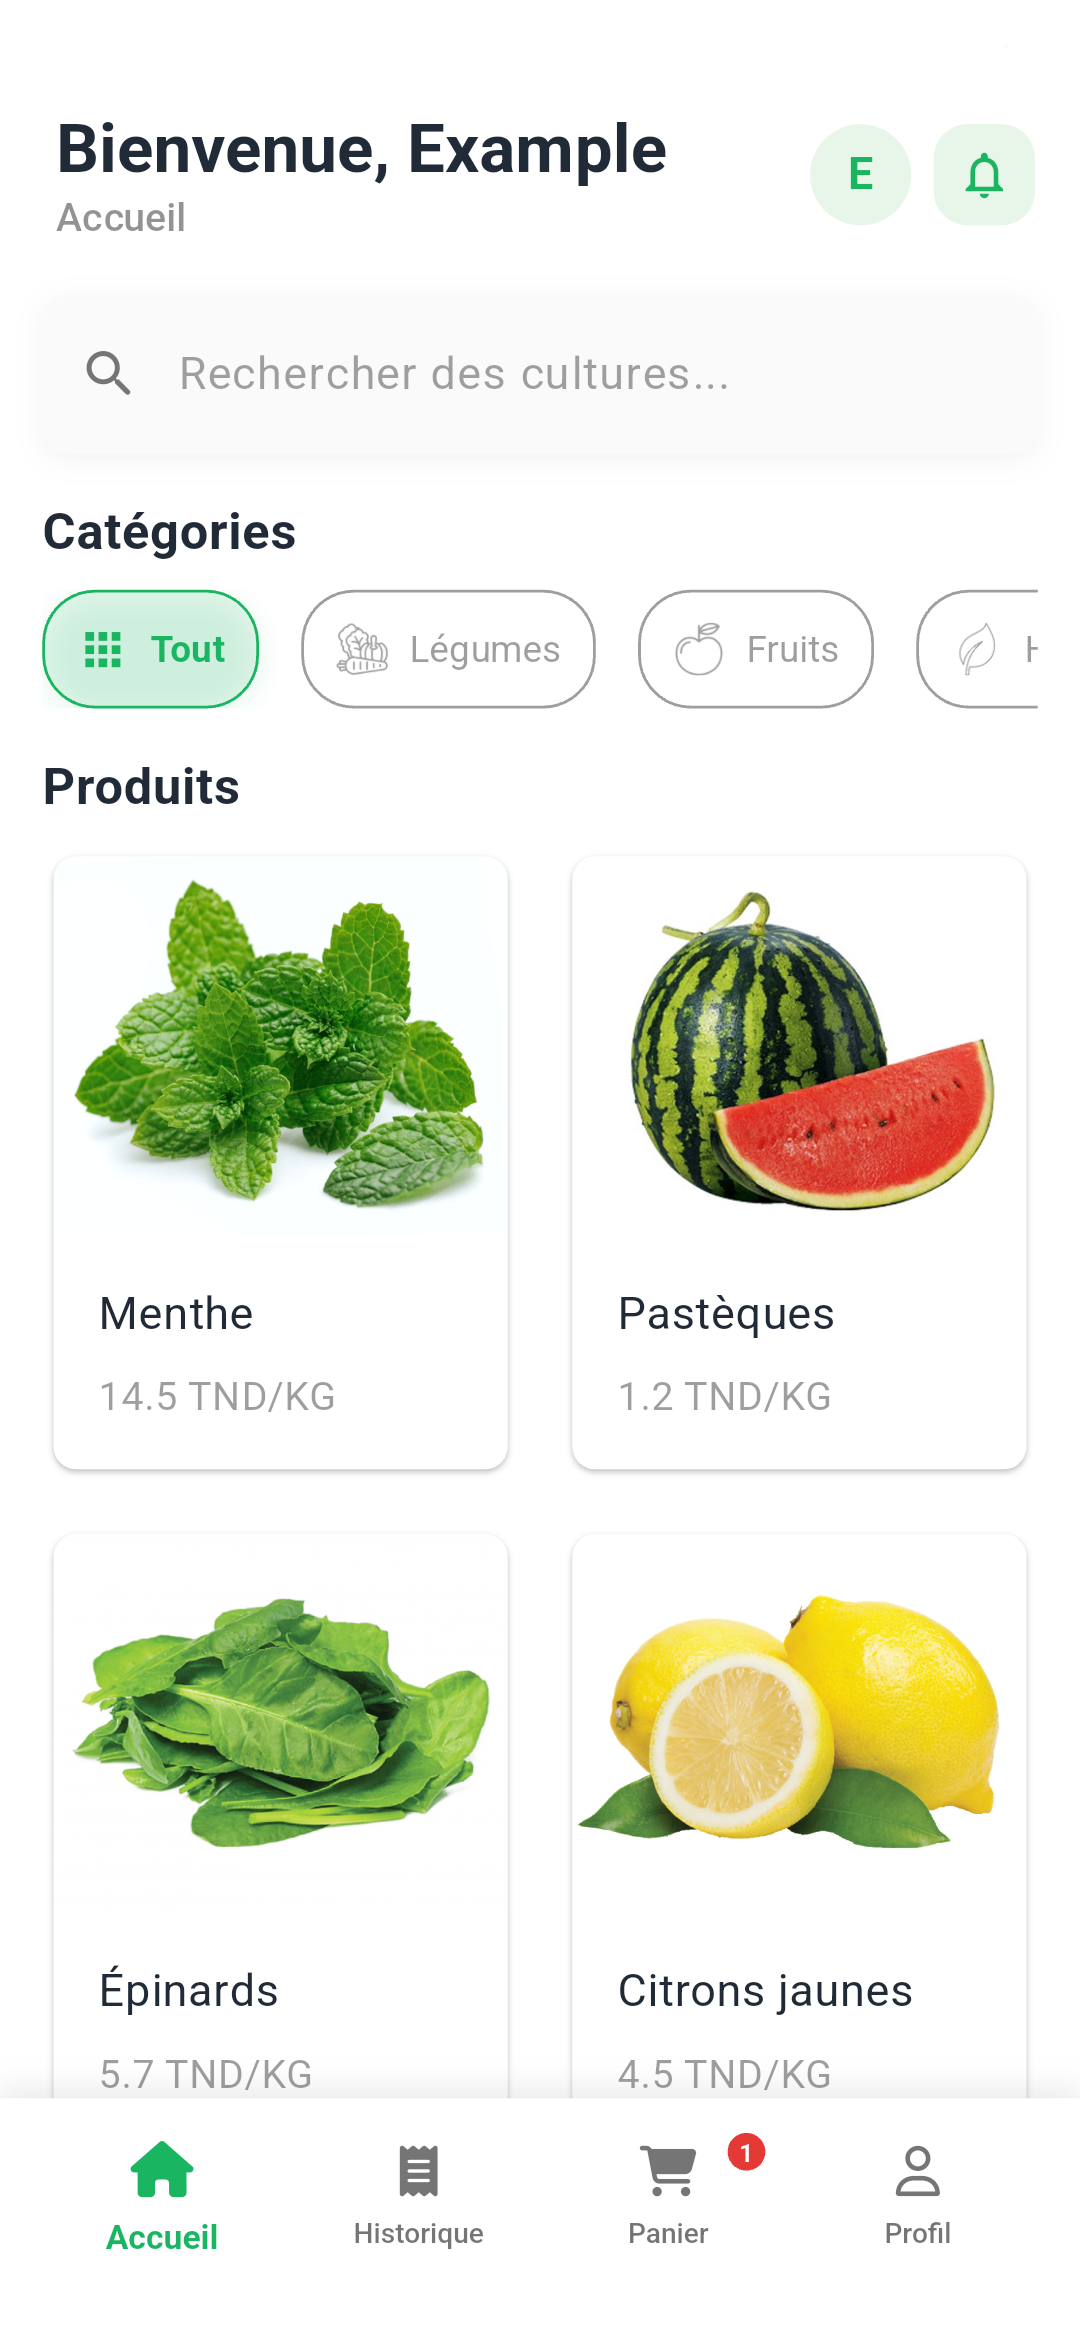 Bienvenue, Example
E
Accueil
Rechercher des cultures...
Catégories
Tout
Légumes
Fruits
Produits
Menthe
14.5 TND/KG
Pastèques
1.2 TND/KG
Épinards
5.7 TND/KG
Citrons jaunes
4.5 TND/KG
1
Accueil
Historique
Panier
Profil